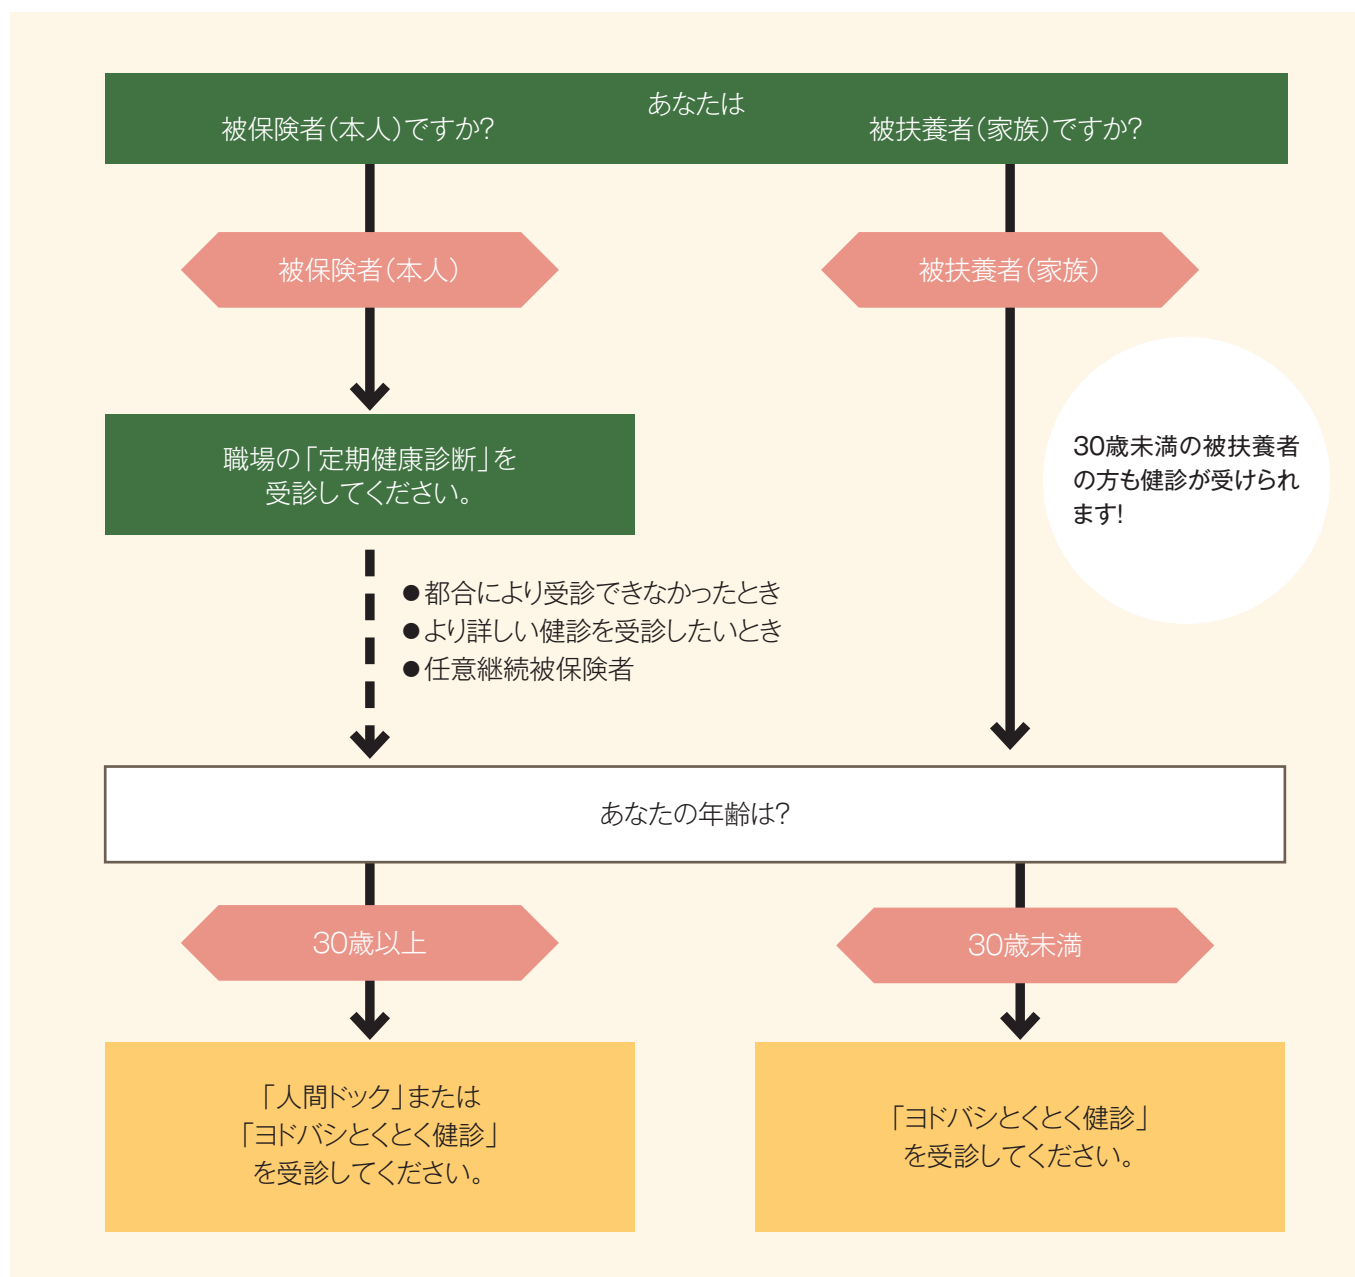 あなたは
被保険者(本人)ですか?
被扶養者(家族)ですか?
被保険者(本人)
被扶養者(家族)
職場の「定期健康診断」を
受診してください。
30歳未満の被扶養者
の方も健診が受けられ
ます!
●都合により受診できなかったとき
●より詳しい健診を受診したいとき
●任意継続被保険者
あなたの年齢は?
30歳以上
30歳未満
「人間ドック」または
「ヨドバシとくとく健診」
を受診してください。
「ヨドバシとくとく健診」
を受診してください。